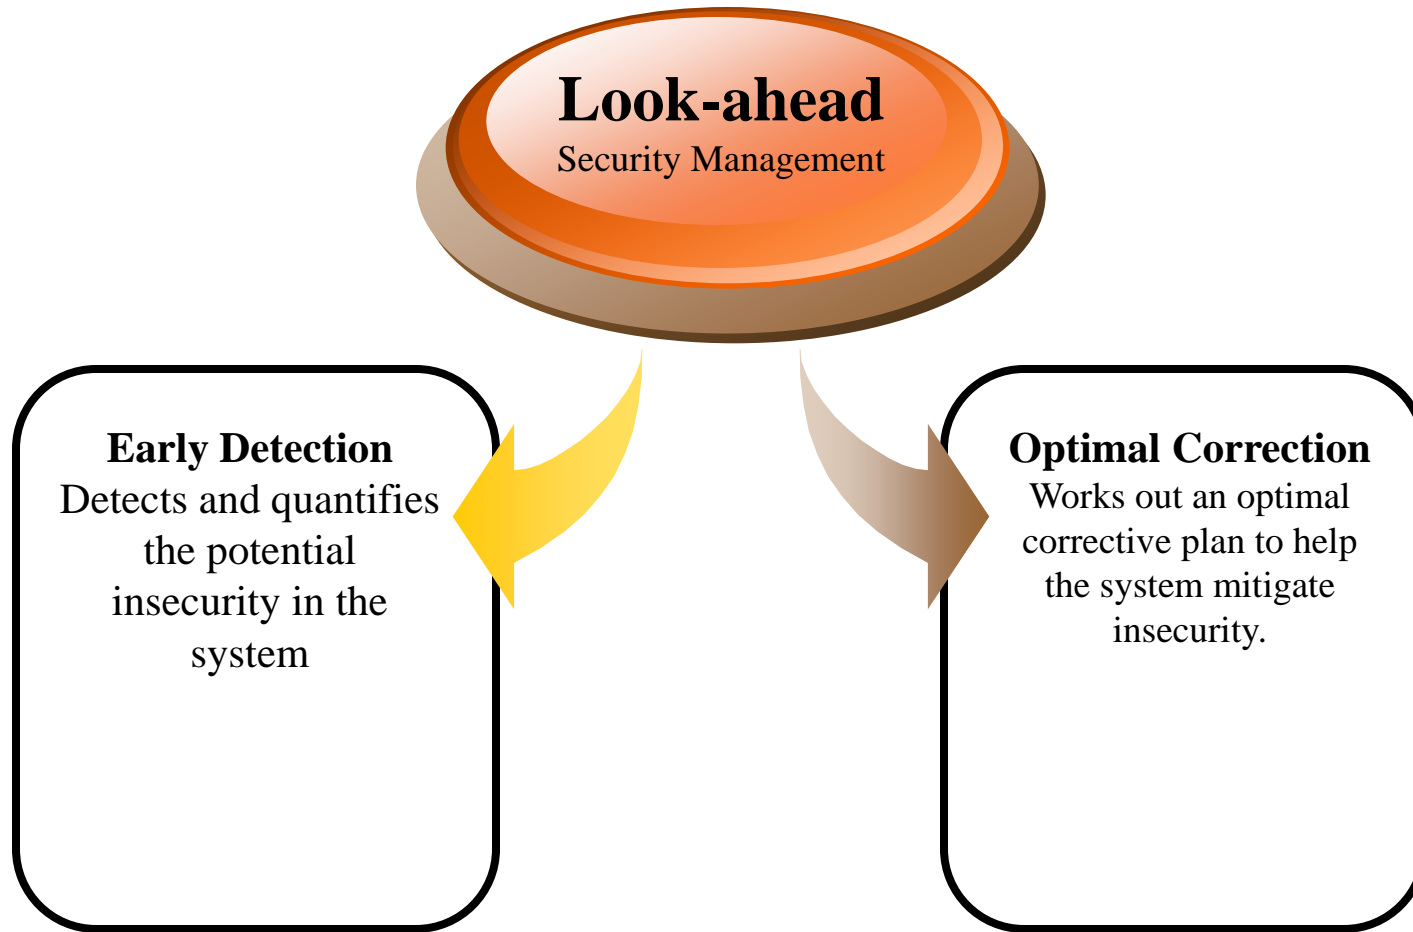 Look-ahead
Security Management
Early Detection
Detects and quantifies
the potential
insecurity in the
system
Optimal Correction
Works out an optimal
corrective plan to help
the system mitigate
insecurity.